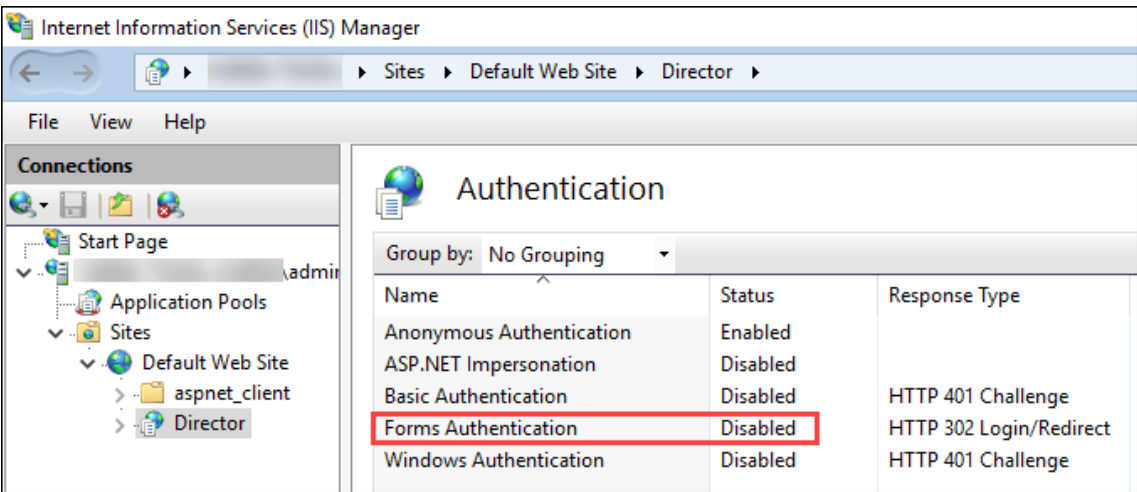 Internet Information Services (IIS) Manager
Sites Default Web Site Director
File View Help
Connections
Start Page
\admin
Application Pools
Sites
Default Web Site
aspnet_client
Director
Authentication
Group by: No Grouping
Name Status Response Type
Anonymous Authentication Enabled
ASP.NET Impersonation Disabled
Basic Authentication Disabled HTTP 401 Challenge
Forms Authentication Disabled HTTP 302 Login/Redirect
Windows Authentication Disabled HTTP 401 Challenge